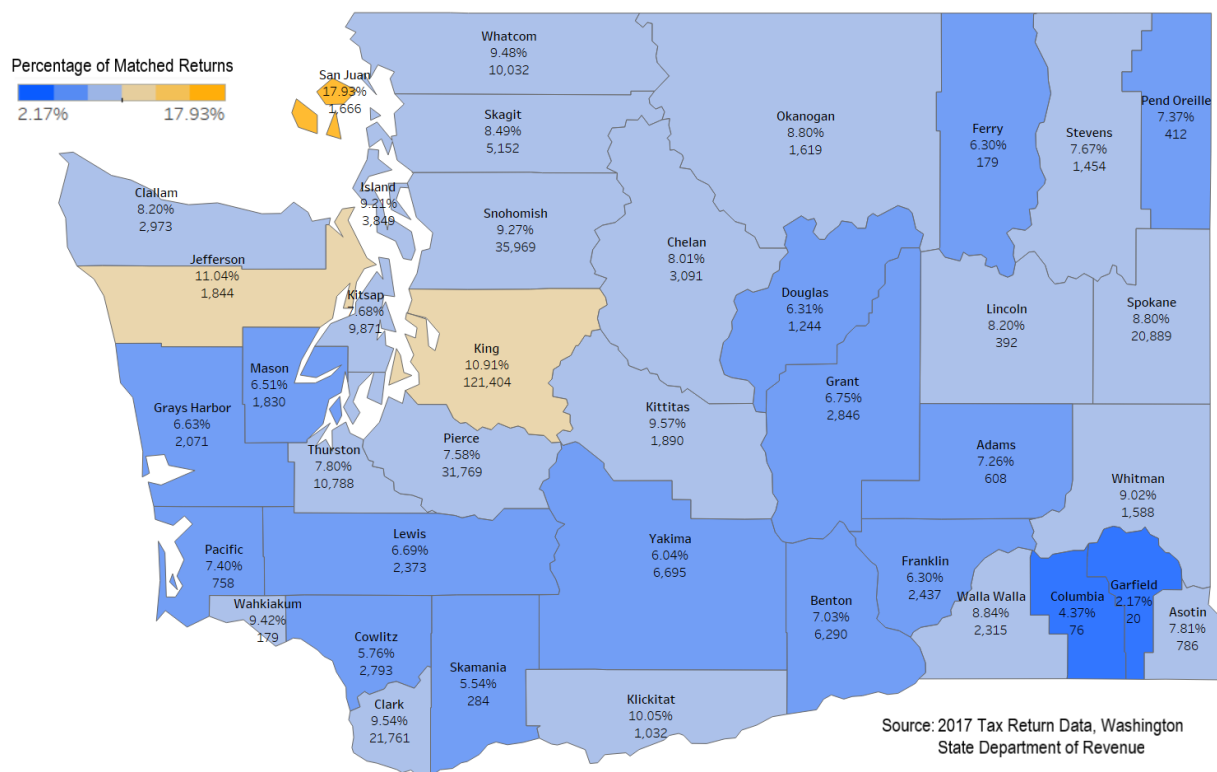 Percentage of Matched Returns
2.17% 17.93%
Whatcom
9.48%
10,032
San Juan
17.93%
1,666
Skagit
8.49%
5,152
Okanogan
8.80%
1,619
Ferry
6.30%
179
Stevens
7.67%
1,454
Pend Oreille
7.37%
412
Clallam
8.20%
2,973
Island
9.21%
3,849
Snohomish
9.27%
35,969
Chelan
8.01%
3,091
Jefferson
11.04%
1,844
Kitsap
7.68%
9,871
Douglas
6.31%
1,244
Lincoln
8.20%
392
Spokane
8.80%
20,889
King
10.91%
121,404
Mason
6.51%
1,830
Grant
6.75%
2,846
Grays Harbor
6.63%
2,071
Kittitas
9.57%
1,890
Thurston
7.80%
10,788
Pierce
7.58%
31,769
Adams
7.26%
608
Whitman
9.02%
1,588
Pacific
7.40%
758
Lewis
6.69%
2,373
Yakima
6.04%
6,695
Franklin
6.30%
2,437
Walla Walla
8.84%
2,315
Columbia
4.37%
76
Garfield
2.17%
20
Asotin
7.81%
786
Wahkiakum
9.42%
179
Benton
7.03%
6,290
Cowlitz
5.76%
2,793
Skamania
5.54%
284
Clark
9.54%
21,761
Klickitat
10.05%
1,032
Source: 2017 Tax Return Data, Washington
State Department of Revenue